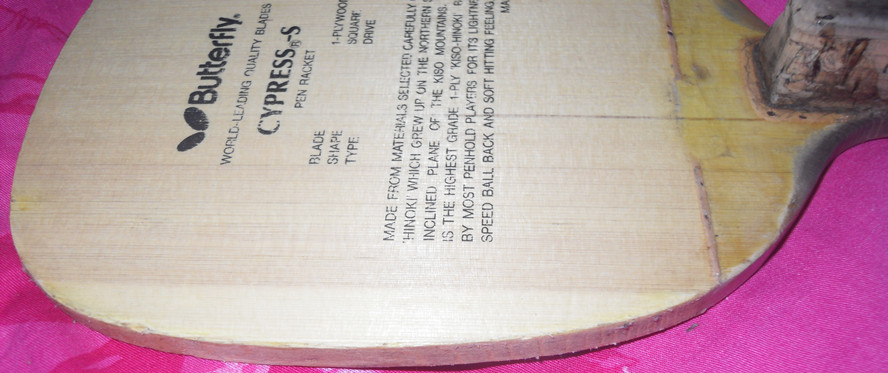 Butterfly®
WORLD-LEADING QUALITY BLADES
CYPRESS®-S
PEN RACKET
BLADE 1-PLYWOOD
SHAPE SQUARE
TYPE DRIVE
MADE FROM MATERIALS SELECTED CAREFULLY
'HINOKI' WHICH GREW UP ON THE NORTHERN
INCLINED PLANE OF THE KISO MOUNTAINS.
IS THE HIGHEST GRADE 1-PLY 'KISO-HINOKI'
BY MOST PENHOLD PLAYERS FOR ITS
SPEED BALL BACK AND SOFT HITTING FEELING